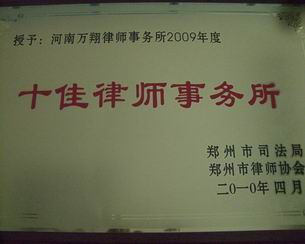 授予：河南万翔律师事务所2009年度
十佳律师事务所
郑州市司法局
郑州市律师协会
二0一0年四月